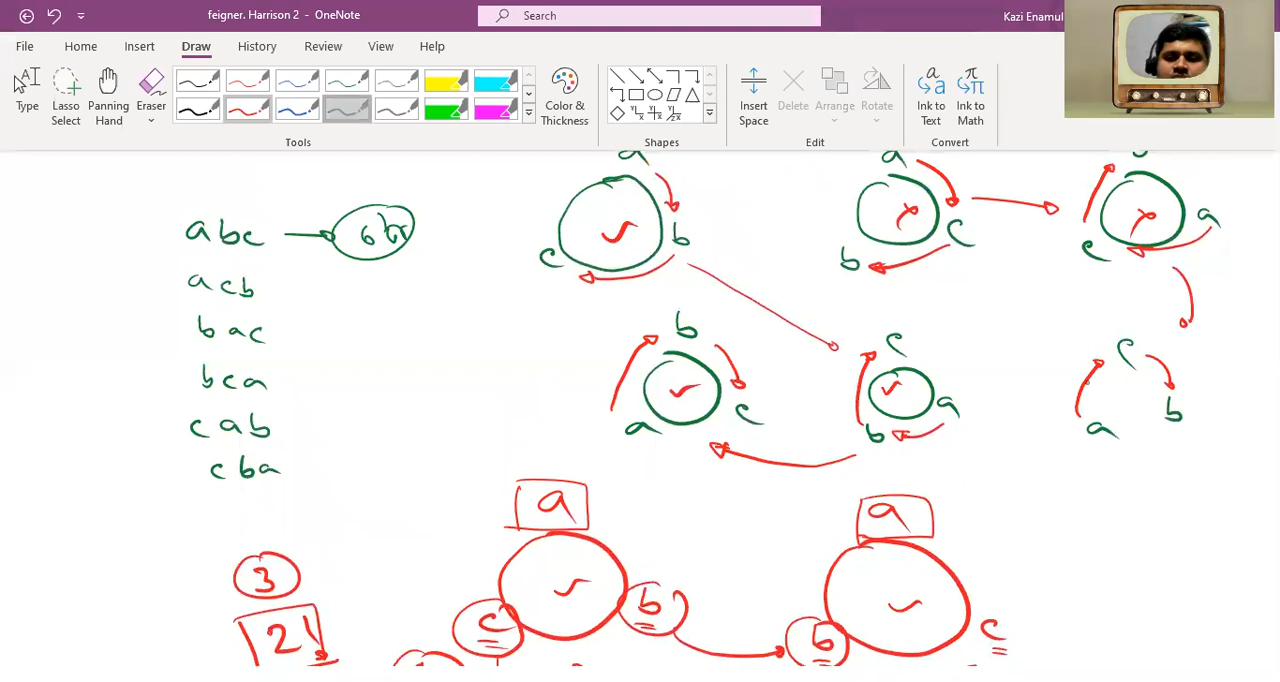 feigner. Harrison 2 - OneNote
Search
Kazi Enamul
File Home Insert Draw History Review View Help
Type
Lasso Select
Panning Hand
Eraser
Color & Thickness
Insert Space
Delete
Arrange
Rotate
Ink to Text
Ink to Math
Tools
Shapes
Edit
Convert
a a
abc 6 টা b c c a
b c
acb
bac b c c
bca a c a a b
cab b
cba
a a
3 c b b c
2!